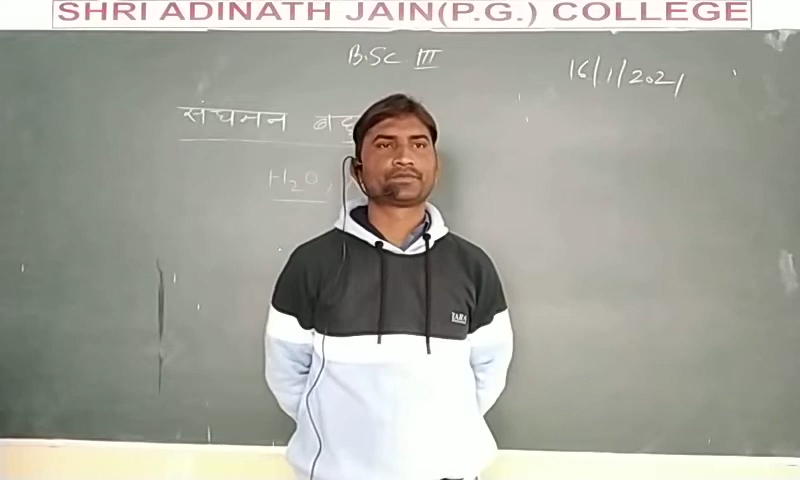 SHRI ADINATH JAIN(P.G.) COLLEGE
B.Sc III
16/1/2021
संघमन
H₂O,